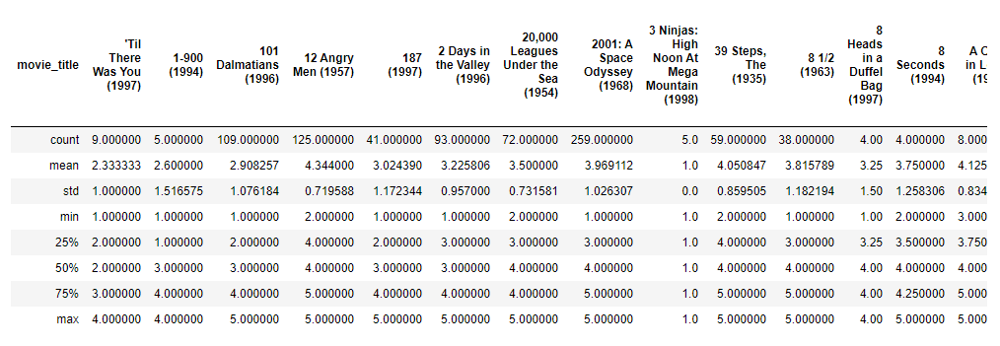 movie_title
'Til
There
Was You
(1997)
1-900
(1994)
101
Dalmatians
(1996)
12 Angry
Men (1957)
187
(1997)
2 Days in
the Valley
(1996)
20,000
Leagues
Under the
Sea
(1954)
2001: A
Space
Odyssey
(1968)
3 Ninjas:
High
Noon At
Mega
Mountain
(1998)
39 Steps,
The
(1935)
8 1/2
(1963)
8
Heads
in a
Duffel
Bag
(1997)
8
Seconds
(1994)
A
in
count 9.000000 5.000000 109.000000 125.000000 41.000000 93.000000 72.000000 259.000000 5.0 59.000000 38.000000 4.00 4.000000 8.000
mean 2.333333 2.600000 2.908257 4.344000 3.024390 3.225806 3.500000 3.969112 1.0 4.050847 3.815789 3.25 3.750000 4.125
std 1.000000 1.516575 1.076184 0.719588 1.172344 0.957000 0.731581 1.026307 0.0 0.859505 1.182194 1.50 1.258306 0.834
min 1.000000 1.000000 1.000000 2.000000 1.000000 1.000000 2.000000 1.000000 1.0 2.000000 1.000000 1.00 2.000000 3.000
25% 2.000000 1.000000 2.000000 4.000000 2.000000 3.000000 3.000000 3.000000 1.0 4.000000 3.000000 3.25 3.500000 3.750
50% 2.000000 3.000000 3.000000 4.000000 3.000000 3.000000 4.000000 4.000000 1.0 4.000000 4.000000 4.00 4.000000 4.000
75% 3.000000 4.000000 4.000000 5.000000 4.000000 4.000000 4.000000 5.000000 1.0 5.000000 5.000000 4.00 4.250000 5.000
max 4.000000 4.000000 5.000000 5.000000 5.000000 5.000000 5.000000 5.000000 1.0 5.000000 5.000000 4.00 5.000000 5.000